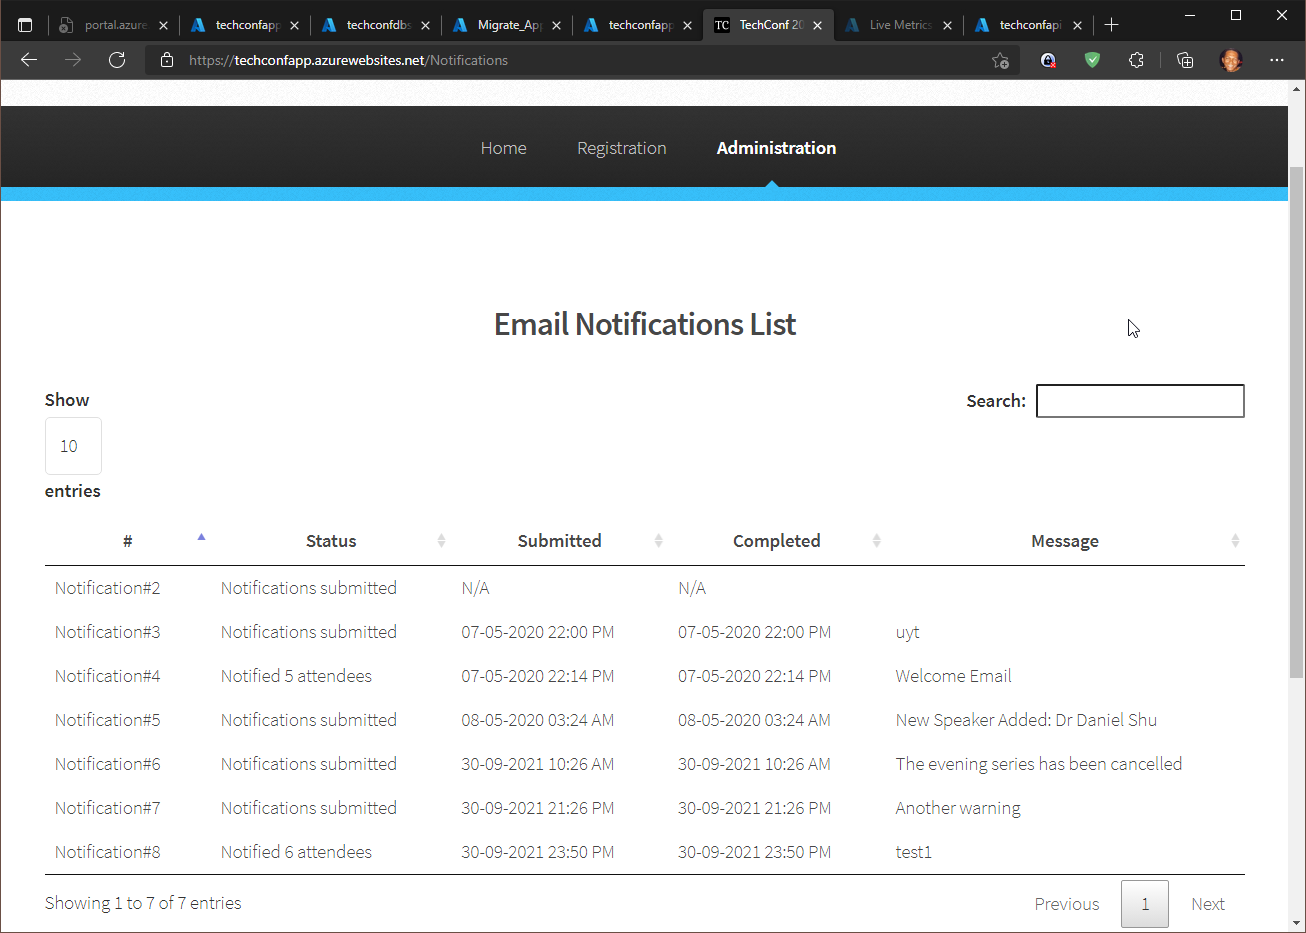 portal.azure
techconfapp
techconfdbs
Migrate_App
techconfapp
TC TechConf 20
Live Metrics
techconfapi
https://techconfapp.azurewebsites.net/Notifications
Home Registration Administration
Email Notifications List
Show
Search:
10
entries
# Status Submitted Completed Message
Notification#2 Notifications submitted N/A N/A
Notification#3 Notifications submitted 07-05-2020 22:00 PM 07-05-2020 22:00 PM uyt
Notification#4 Notified 5 attendees 07-05-2020 22:14 PM 07-05-2020 22:14 PM Welcome Email
Notification#5 Notifications submitted 08-05-2020 03:24 AM 08-05-2020 03:24 AM New Speaker Added: Dr Daniel Shu
Notification#6 Notifications submitted 30-09-2021 10:26 AM 30-09-2021 10:26 AM The evening series has been cancelled
Notification#7 Notifications submitted 30-09-2021 21:26 PM 30-09-2021 21:26 PM Another warning
Notification#8 Notified 6 attendees 30-09-2021 23:50 PM 30-09-2021 23:50 PM test1
Showing 1 to 7 of 7 entries
Previous 1 Next